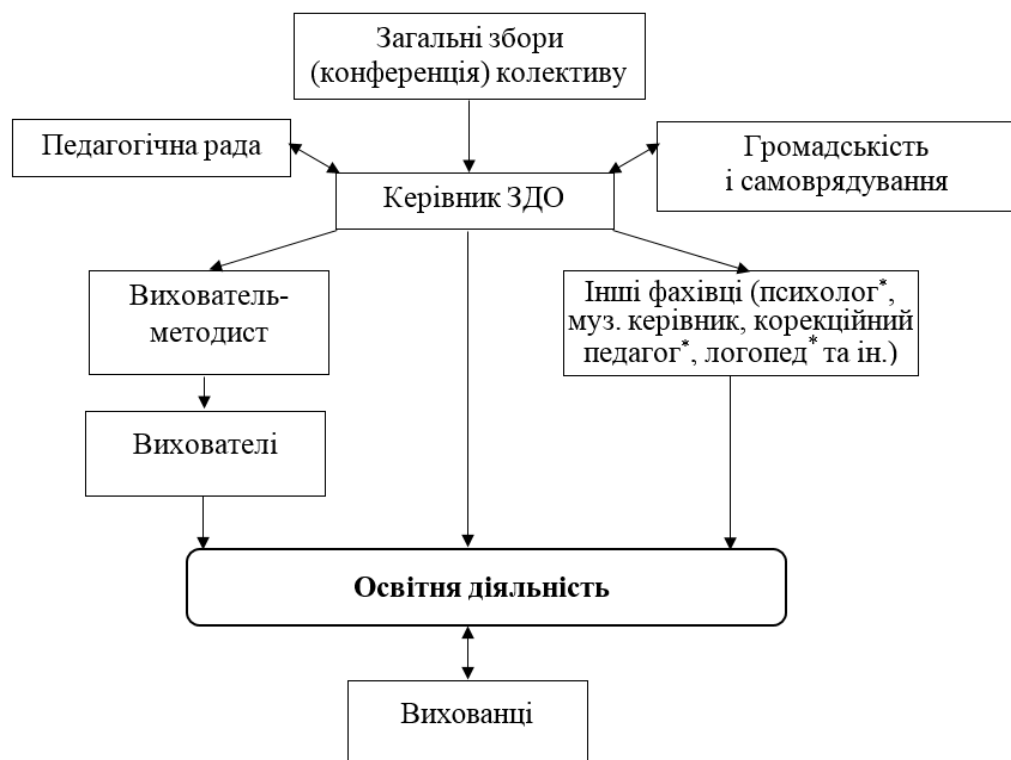 Загальні збори
(конференція) колективу
Педагогічна рада
Громадськість
і самоврядування
Керівник ЗДО
Вихователь-
методист
Інші фахівці (психолог*,
муз. керівник, корекційний
педагог*, логопед* та ін.)
Вихователі
Освітня діяльність
Вихованці